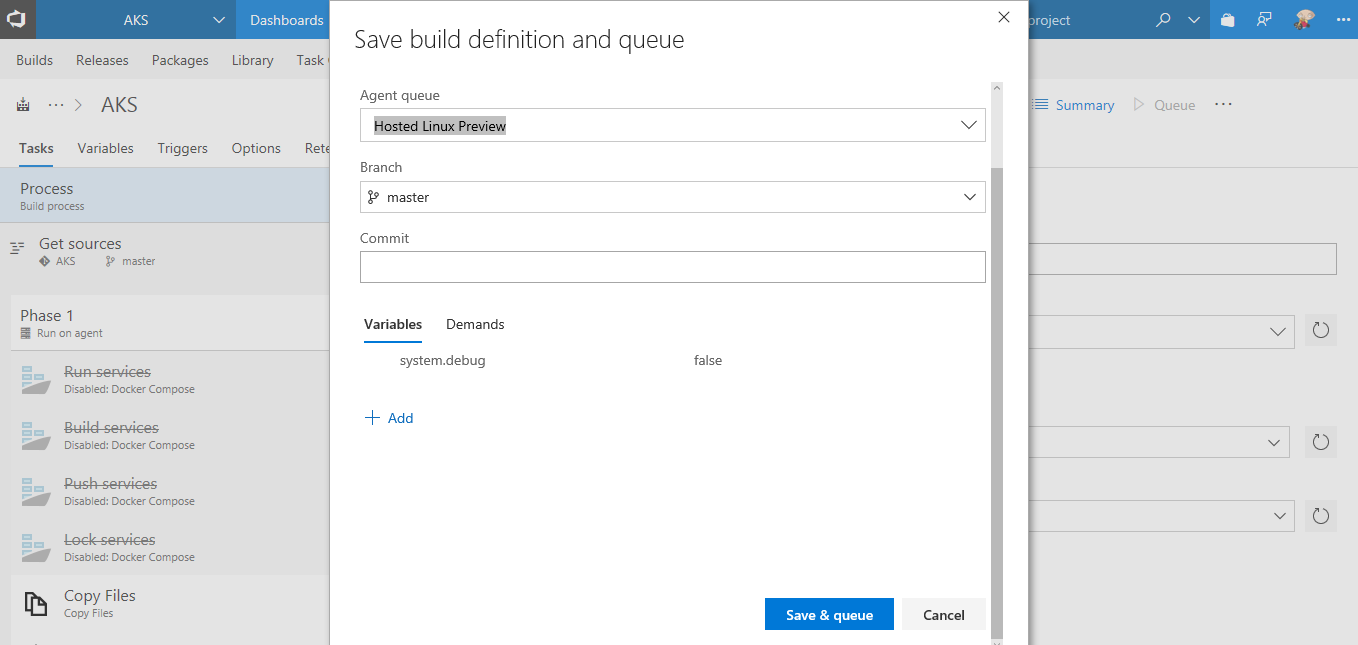 AKS
Dashboards
project
Builds
Releases
Packages
Library
Task
AKS
Summary
Queue
Tasks
Variables
Triggers
Options
Rete
Process
Build process
Get sources
AKS
master
Phase 1
Run on agent
Run services
Disabled: Docker Compose
Build services
Disabled: Docker Compose
Push services
Disabled: Docker Compose
Lock services
Disabled: Docker Compose
Copy Files
Copy Files
Save build definition and queue
Agent queue
Hosted Linux Preview
Branch
master
Commit
Variables
Demands
system.debug
false
Add
Save & queue
Cancel